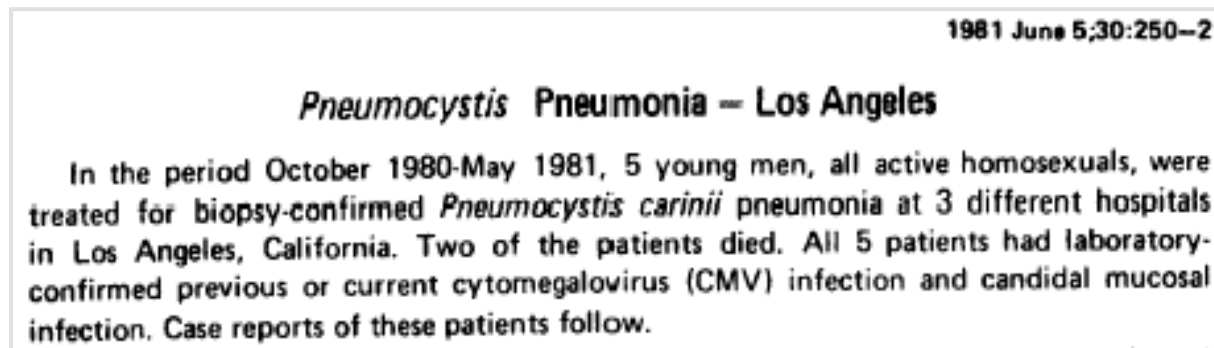 1981 June 5;30:250–2
Pneumocystis Pneumonia – Los Angeles
In the period October 1980-May 1981, 5 young men, all active homosexuals, were
treated for biopsy-confirmed Pneumocystis carinii pneumonia at 3 different hospitals
in Los Angeles, California. Two of the patients died. All 5 patients had laboratory-
confirmed previous or current cytomegalovirus (CMV) infection and candidal mucosal
infection. Case reports of these patients follow.